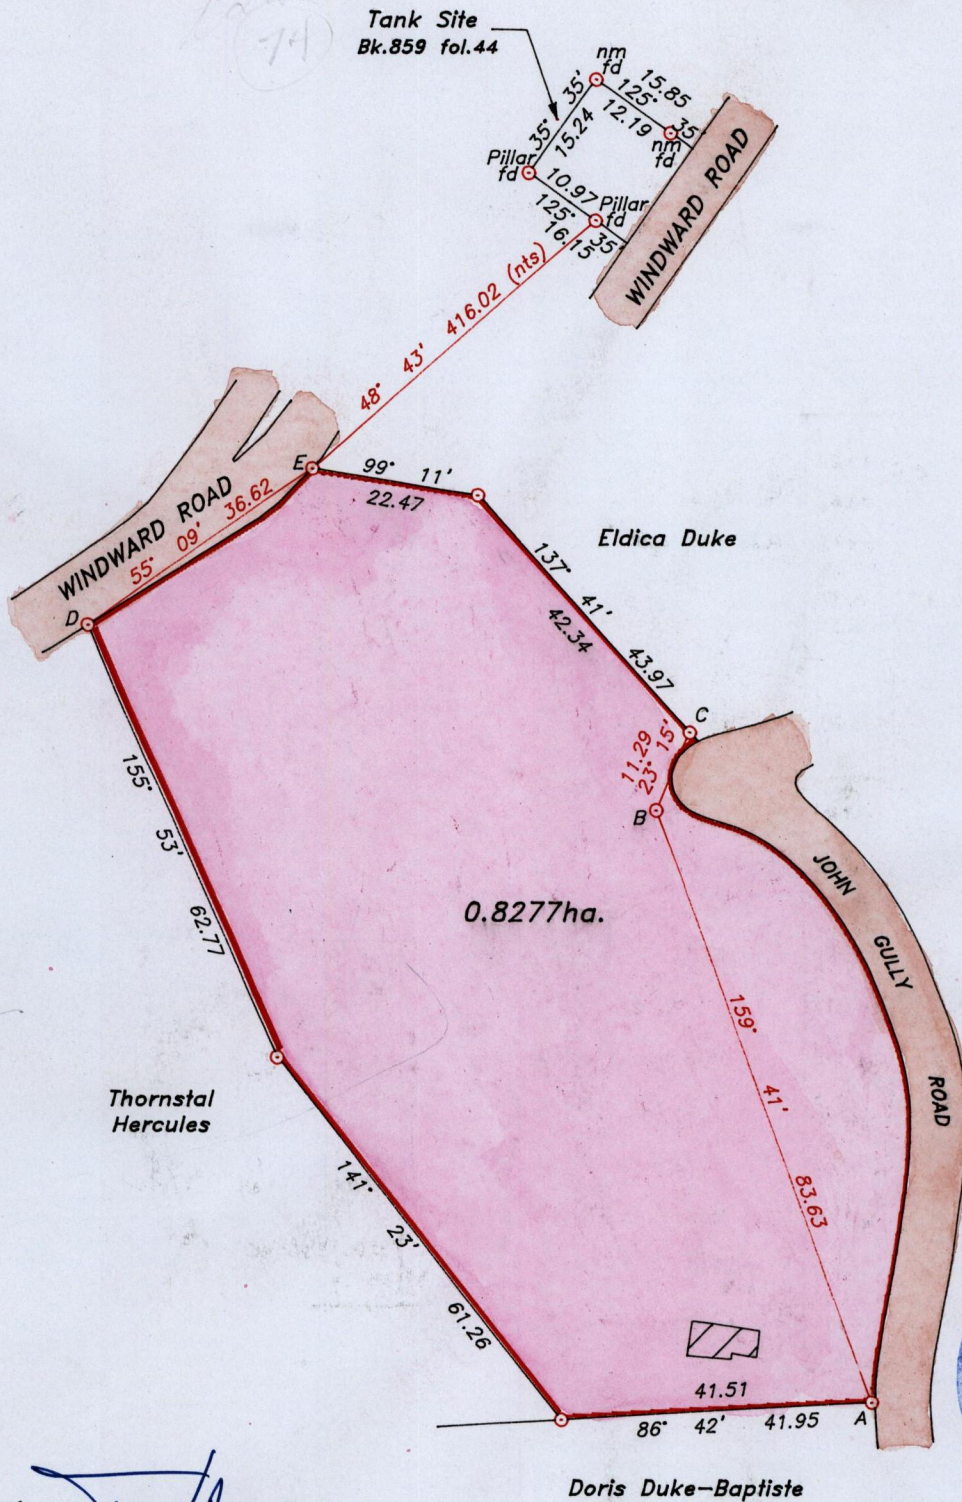 Tank Site
Bk.859 fol.44
nm
fd
15.85
125° 35'
12.19
nm
fd
35° 35'
15.24
Pillar
fd
10.97
Pillar
fd
125° 35'
16.15
WINDWARD ROAD
48° 43' 416.02 (nts)
E
99° 11'
22.47
WINDWARD ROAD
55° 09' 36.62
D
Eldica Duke
137° 41' 43.97
42.34
C
11.29
23° 15'
B
JOHN GULLY ROAD
155° 53' 62.77
0.8277ha.
159° 41' 83.63
Thornstal
Hercules
141° 23' 61.26
41.51
86° 42' 41.95
A
Doris Duke-Baptiste